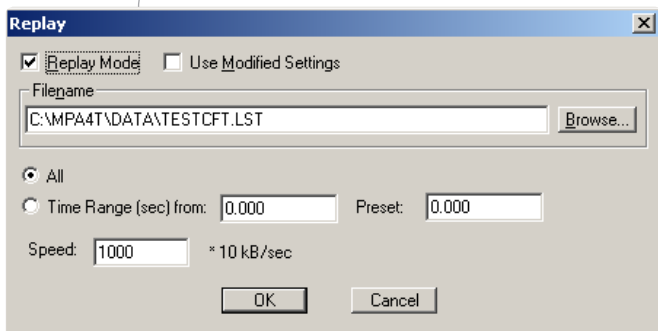 Replay
Replay Mode Use Modified Settings
Filename
C:\MPA4T\DATA\TESTCFT.LST Browse...
All
Time Range (sec) from: 0.000 Preset: 0.000
Speed: 1000 * 10 kB/sec
OK Cancel